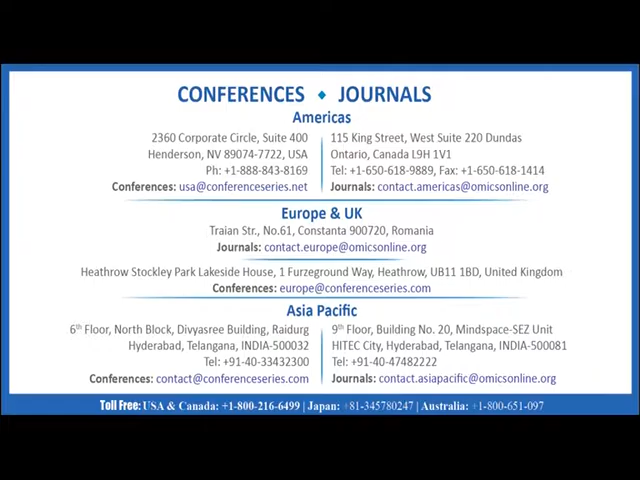 CONFERENCES ⬥ JOURNALS
Americas
2360 Corporate Circle, Suite 400
Henderson, NV 89074-7722, USA
Ph: +1-888-843-8169
Conferences: usa@conferenceseries.net
115 King Street, West Suite 220 Dundas
Ontario, Canada L9H 1V1
Tel: +1-650-618-9889, Fax: +1-650-618-1414
Journals: contact.americas@omicsonline.org
Europe & UK
Traian Str., No.61, Constanta 900720, Romania
Journals: contact.europe@omicsonline.org
Heathrow Stockley Park Lakeside House, 1 Furzeground Way, Heathrow, UB11 1BD, United Kingdom
Conferences: europe@conferenceseries.com
Asia Pacific
6th Floor, North Block, Divyasree Building, Raidurg
Hyderabad, Telangana, INDIA-500032
Tel: +91-40-33432300
Conferences: contact@conferenceseries.com
9th Floor, Building No. 20, Mindspace-SEZ Unit
HITEC City, Hyderabad, Telangana, INDIA-500081
Tel: +91-40-47482222
Journals: contact.asiapacific@omicsonline.org
Toll Free: USA & Canada: +1-800-216-6499 | Japan: +81-345780247 | Australia: +1-800-651-097